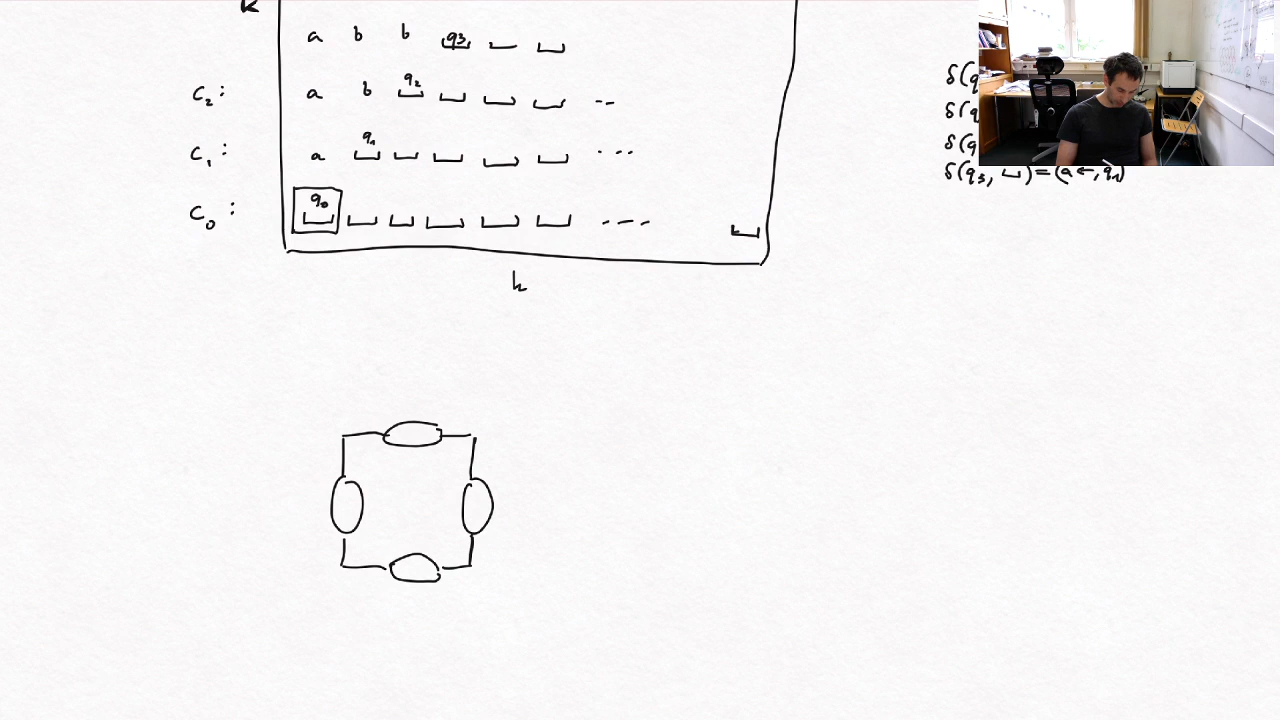 k
a b b q3 ⊔ ⊔
C2 : a b q2 ⊔ ⊔ ⊔ ⊔ --
C1 : a q1 ⊔ ⊔ ⊔ ⊔ ⊔ ---
C0 : q0 ⊔ ⊔ ⊔ ⊔ ⊔ ⊔ --- ⊔
k
δ(q
δ(q
δ(q
δ(q3, ⊔) = (a ←, q1)